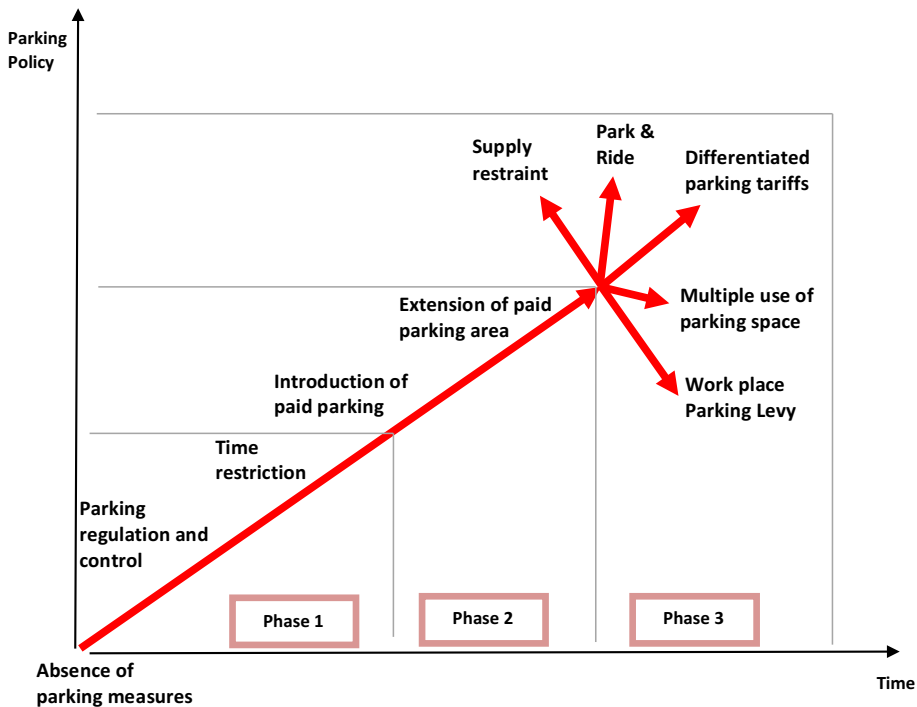 Parking
Policy
Supply
restraint
Park &
Ride
Differentiated
parking tariffs
Multiple use of
parking space
Work place
Parking Levy
Extension of paid
parking area
Introduction of
paid parking
Time
restriction
Parking
regulation and
control
Phase 1
Phase 2
Phase 3
Absence of
parking measures
Time